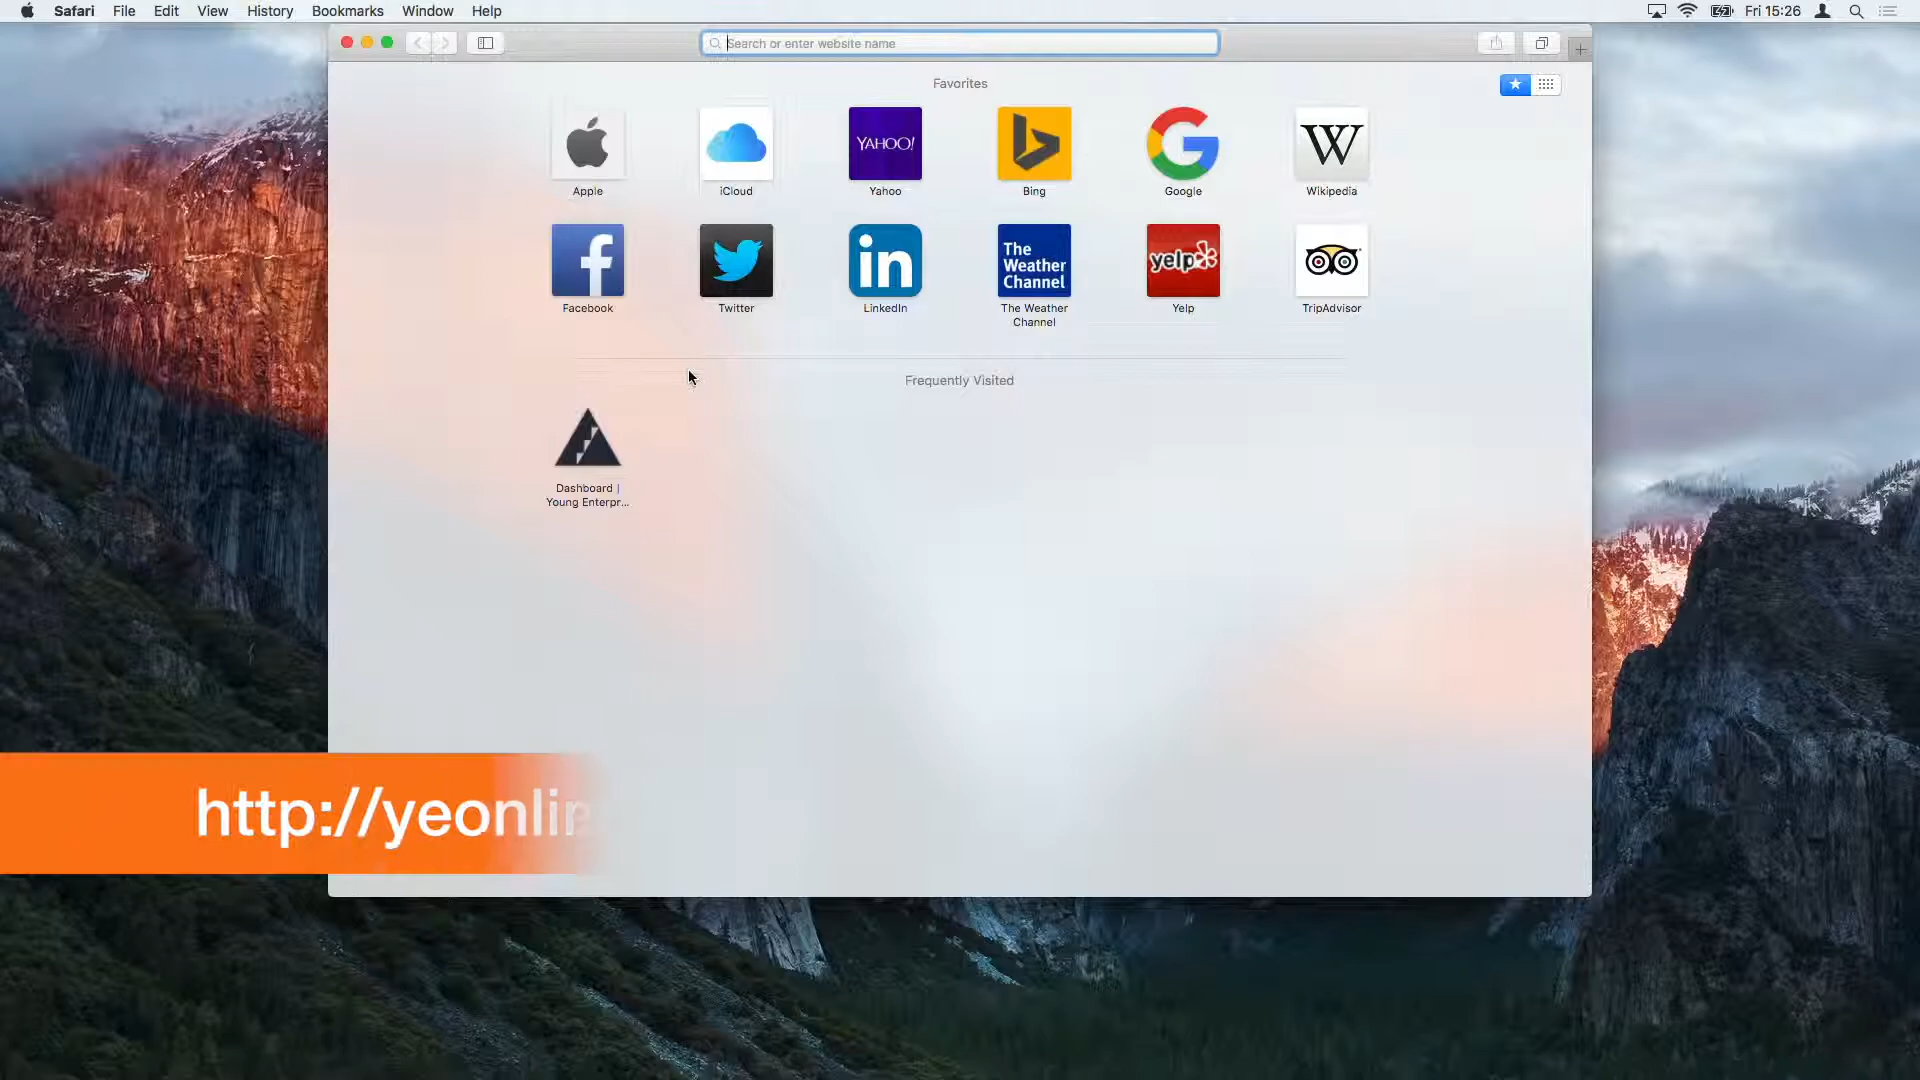 Safari File Edit View History Bookmarks Window Help Fri 15:26
Search or enter website name
Favorites
Apple iCloud Yahoo Bing Google Wikipedia
YAHOO!
W
Facebook Twitter LinkedIn The Weather Channel Yelp TripAdvisor
in
The
Weather
Channel
yelp
Frequently Visited
Dashboard |
Young Enterpr...
http://yeonlin